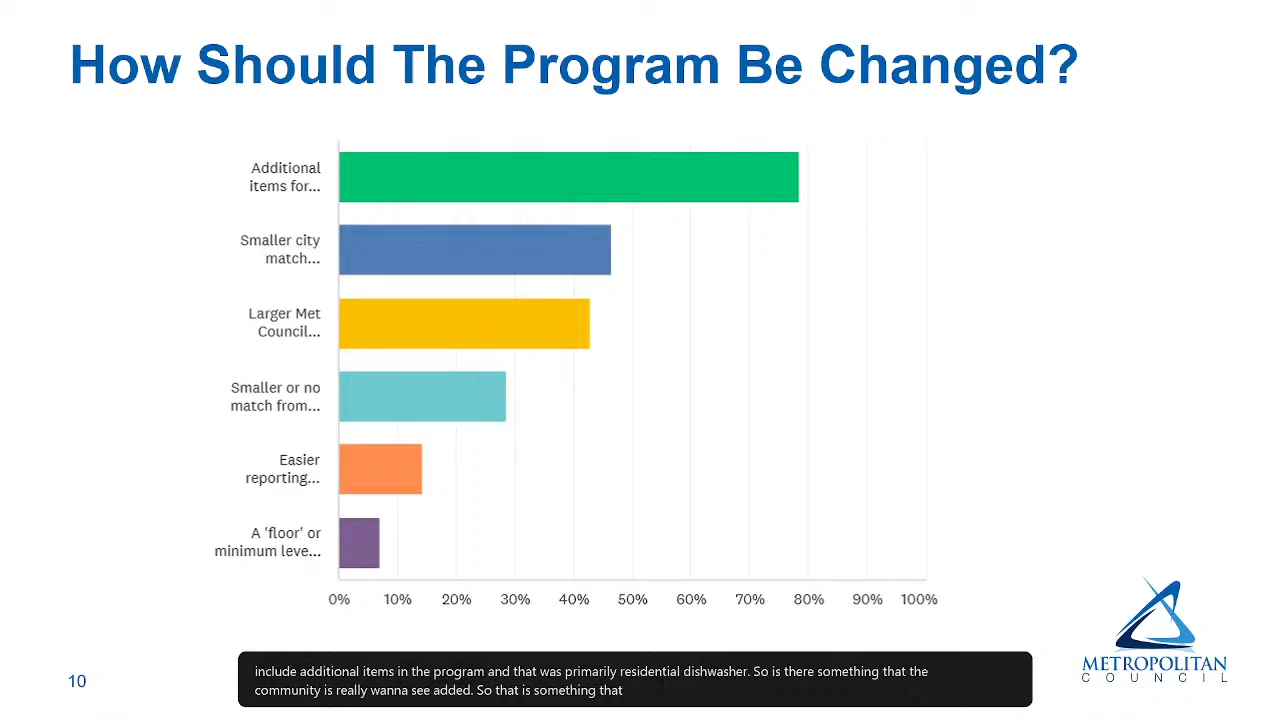 How Should The Program Be Changed?
Additional
items for...
Smaller city
match...
Larger Met
Council...
Smaller or no
match from...
Easier
reporting...
A 'floor' or
minimum leve...
0% 10% 20% 30% 40% 50% 60% 70% 80% 90% 100%
METROPOLITAN
COUNCIL
10
include additional items in the program and that was primarily residential dishwasher. So is there something that the
community is really wanna see added. So that is something that